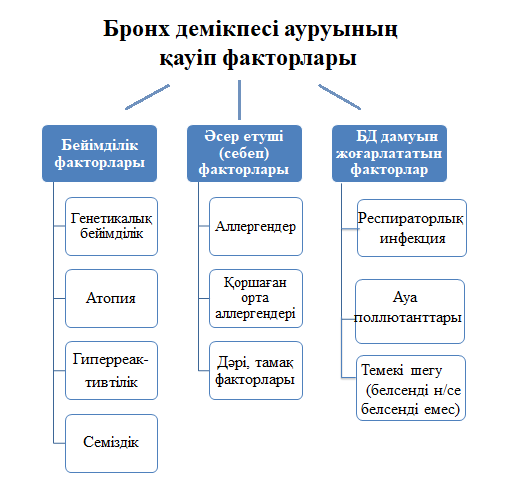 Бронх демікпесі ауруының
қауіп факторлары
Бейімділік
факторлары
Генетикалық
бейімділік
Атопия
Гиперреак-
тивтілік
Семіздік
Әсер етуші
(себеп)
факторлары
Аллергендер
Қоршаған
орта
аллергендері
Дәрі, тамақ
факторлары
БД дамуын
жоғарлататын
факторлар
Респираторлық
инфекция
Ауа
поллютанттары
Темекі шегу
(белсенді н/се
белсенді емес)